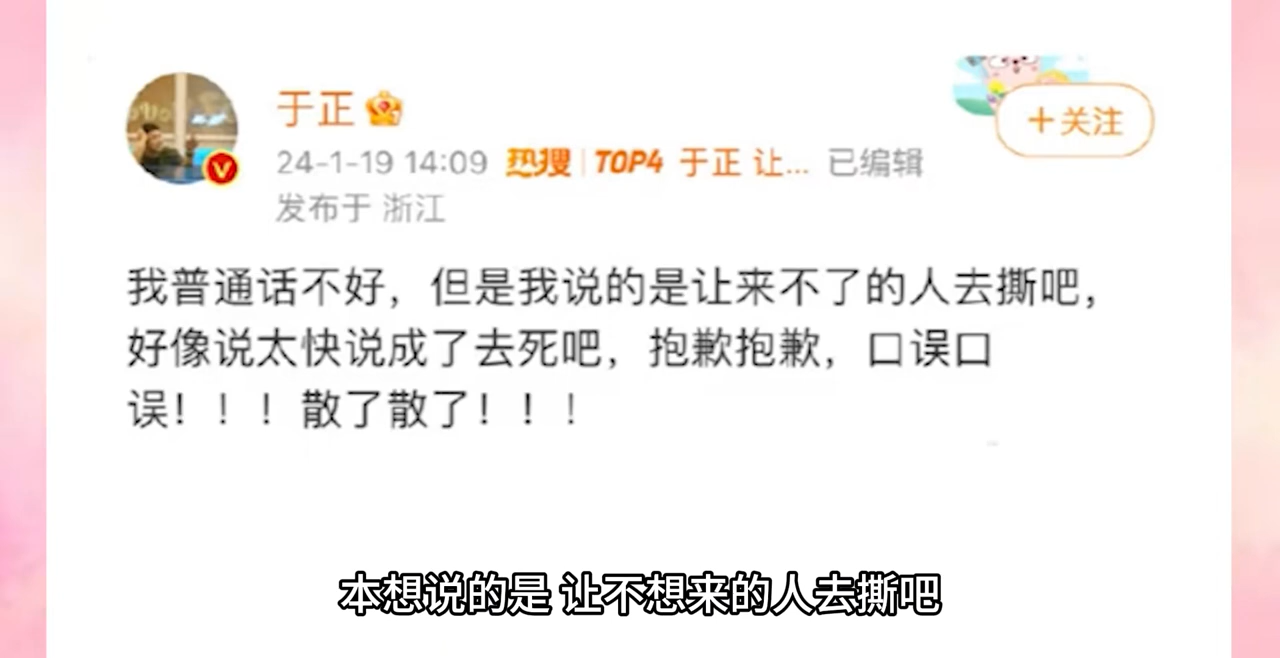 于正
+关注
24-1-19 14:09 热搜 TOP4 于正 让... 已编辑
发布于 浙江
我普通话不好，但是我说的是让来不了的人去撕吧，
好像说太快说成了去死吧，抱歉抱歉，口误口
误！！！散了散了！！！
本想说的是 让不想来的人去撕吧